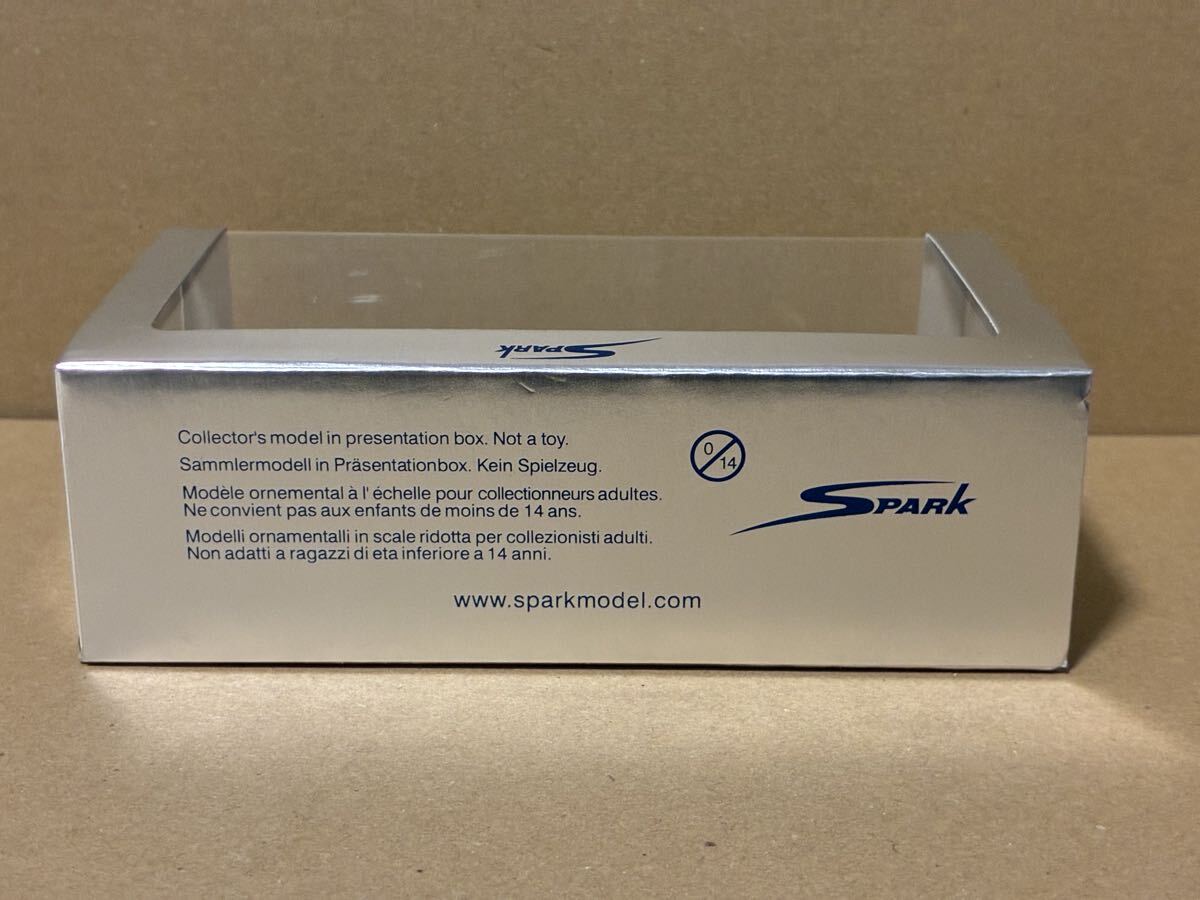 SPARK
Collector's model in presentation box. Not a toy.
Sammlermodell in Präsentationbox. Kein Spielzeug.
Modèle ornemental à l' échelle pour collectionneurs adultes.
Ne convient pas aux enfants de moins de 14 ans.
Modelli ornamentalli in scale ridotta per collezionisti adulti.
Non adatti a ragazzi di eta inferiore a 14 anni.
0/14
SPARK
www.sparkmodel.com